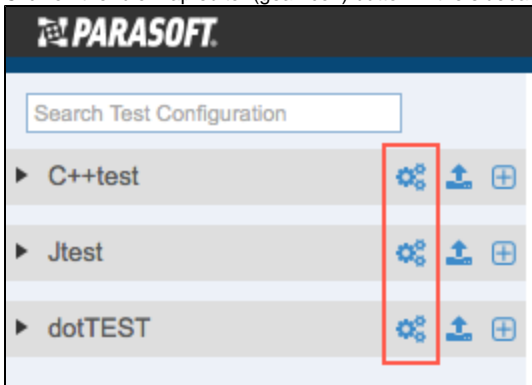 PARASOFT.
Search Test Configuration
C++test
Jtest
dotTEST